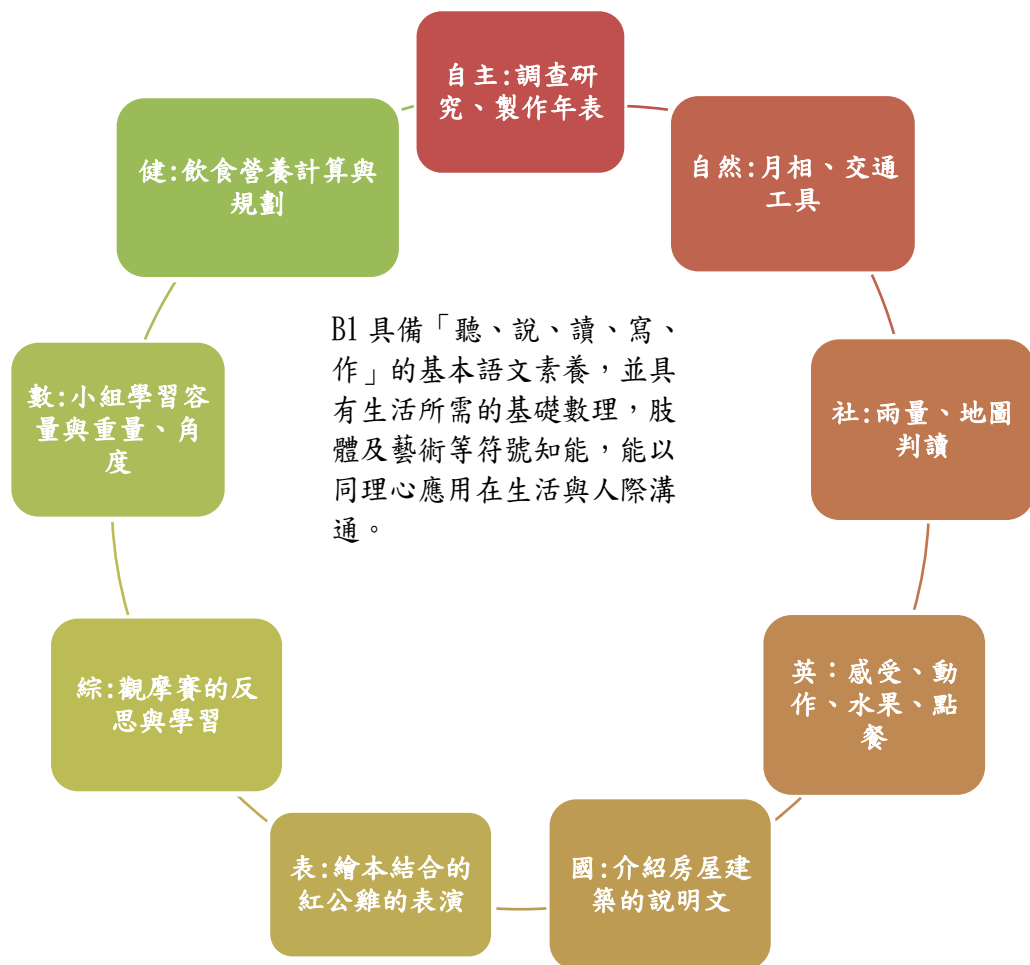 自主:調查研
究、製作年表
自然:月相、交通
工具
社:雨量、地圖
判讀
英：感受、動
作、水果、點
餐
國:介紹房屋建
築的說明文
表:繪本結合的
紅公雞的表演
綜:觀摩賽的反
思與學習
數:小組學習容
量與重量、角
度
健:飲食營養計算與
規劃
B1 具備「聽、說、讀、寫、
作」的基本語文素養，並具
有生活所需的基礎數理，肢
體及藝術等符號知能，能以
同理心應用在生活與人際溝
通。